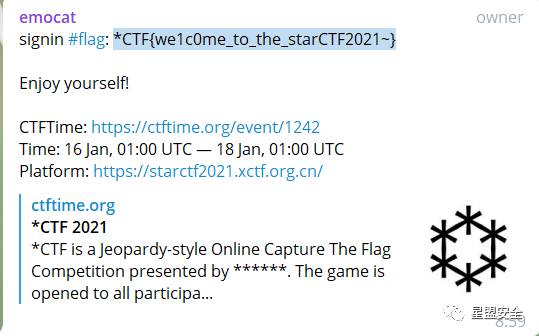 emocat
owner
signin #flag: *CTF{we1c0me_to_the_starCTF2021~}
Enjoy yourself!
CTFTime: https://ctftime.org/event/1242
Time: 16 Jan, 01:00 UTC — 18 Jan, 01:00 UTC
Platform: https://starctf2021.xctf.org.cn/
ctftime.org
*CTF 2021
*CTF is a Jeopardy-style Online Capture The Flag
Competition presented by ******. The game is
opened to all participa...
星盟安全
8:59